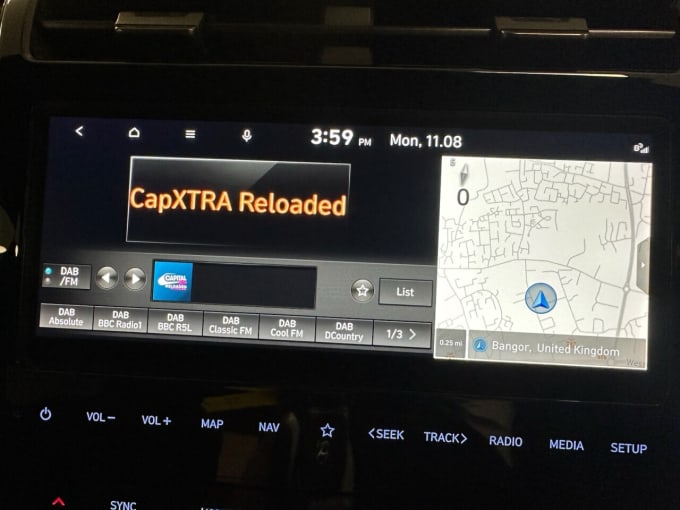 3:59 PM Mon, 11.08
CapXTRA Reloaded
0
DAB
/FM
CAPITAL
RELOADED
List
DAB
Absolute
DAB
BBC Radio1
DAB
BBC R5L
DAB
Classic FM
DAB
Cool FM
DAB
DCountry
1/3 >
0.25 mi
Bangor, United Kingdom
VOL−
VOL+
MAP
NAV
<SEEK
TRACK>
RADIO
MEDIA
SETUP
SYNC